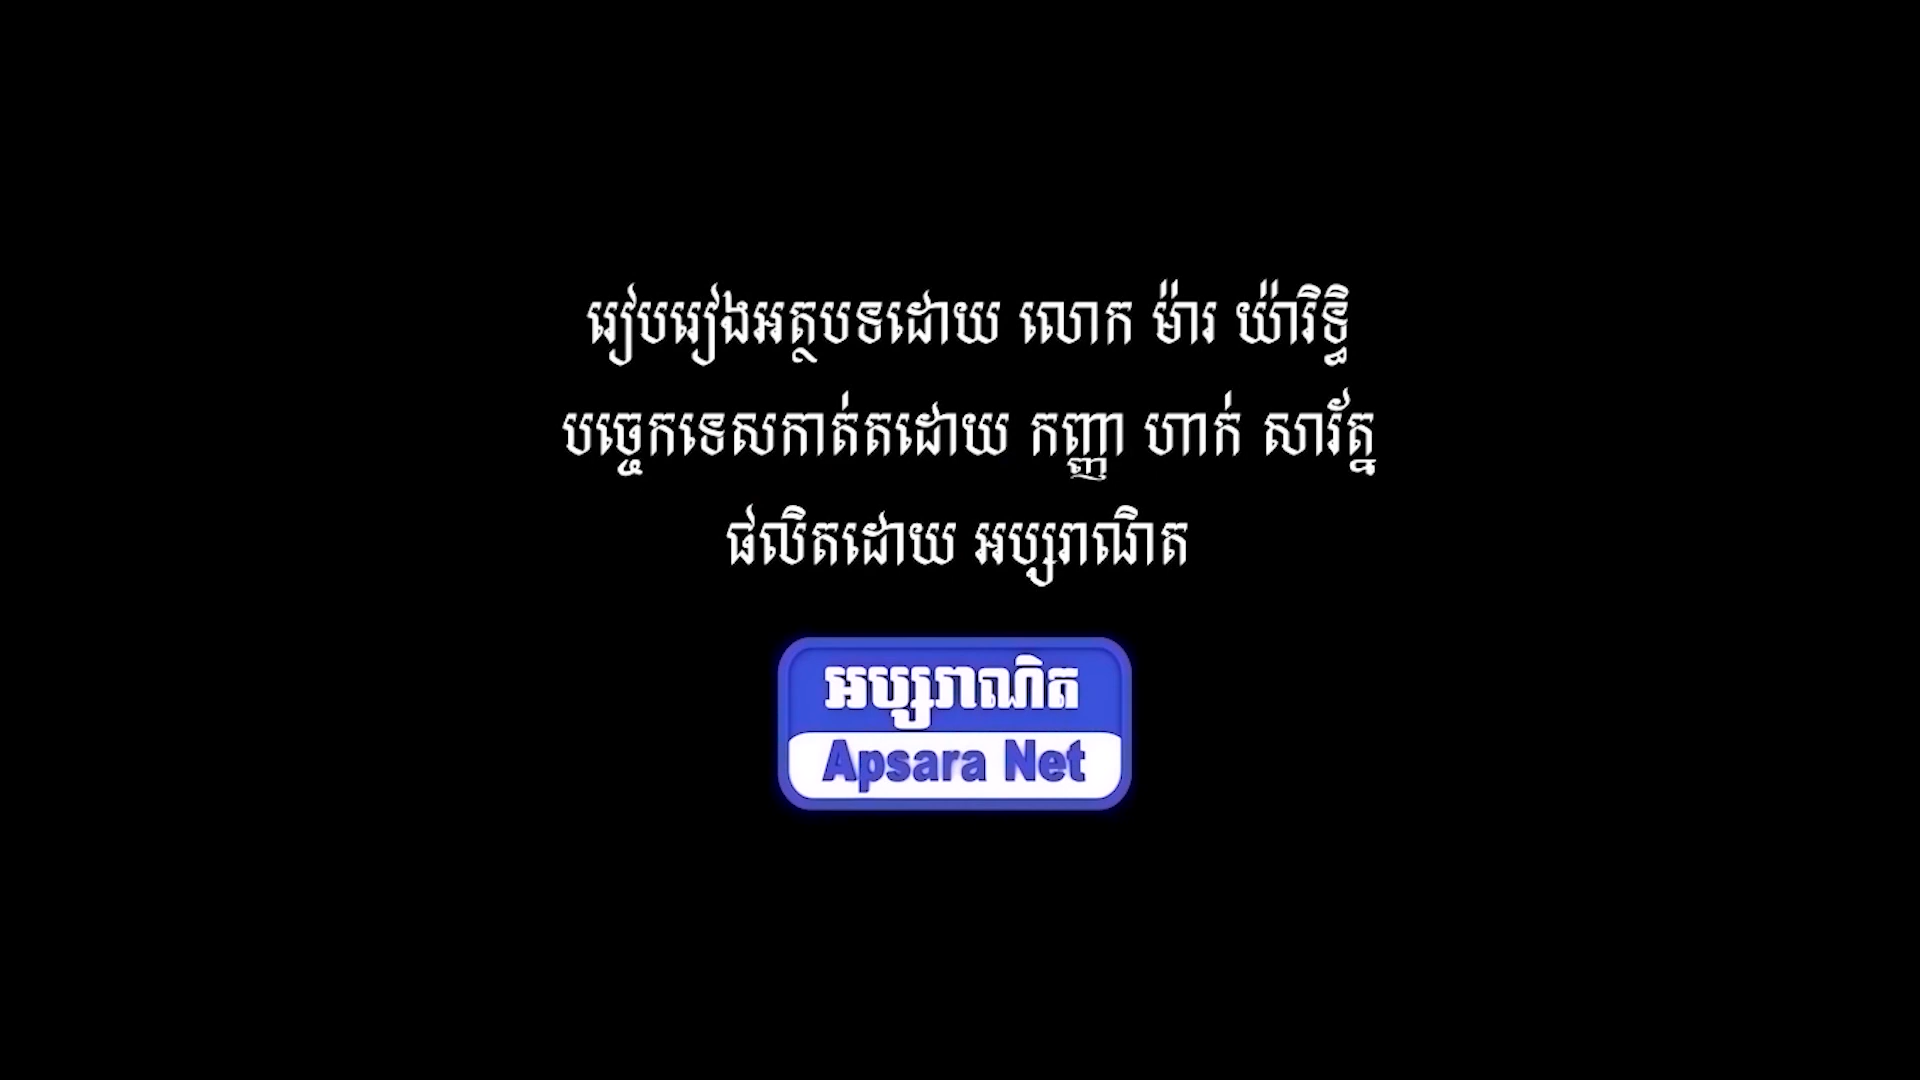 រៀបរៀងអត្ថបទដោយ លោក ម៉ារ យ៉ារិទ្ធិ
បច្ចេកទេសកាត់តដោយ កញ្ញា ហាក់ សារ័ត្ន
ផលិតដោយ អប្សរាណិត
អប្សរាណិត
Apsara Net